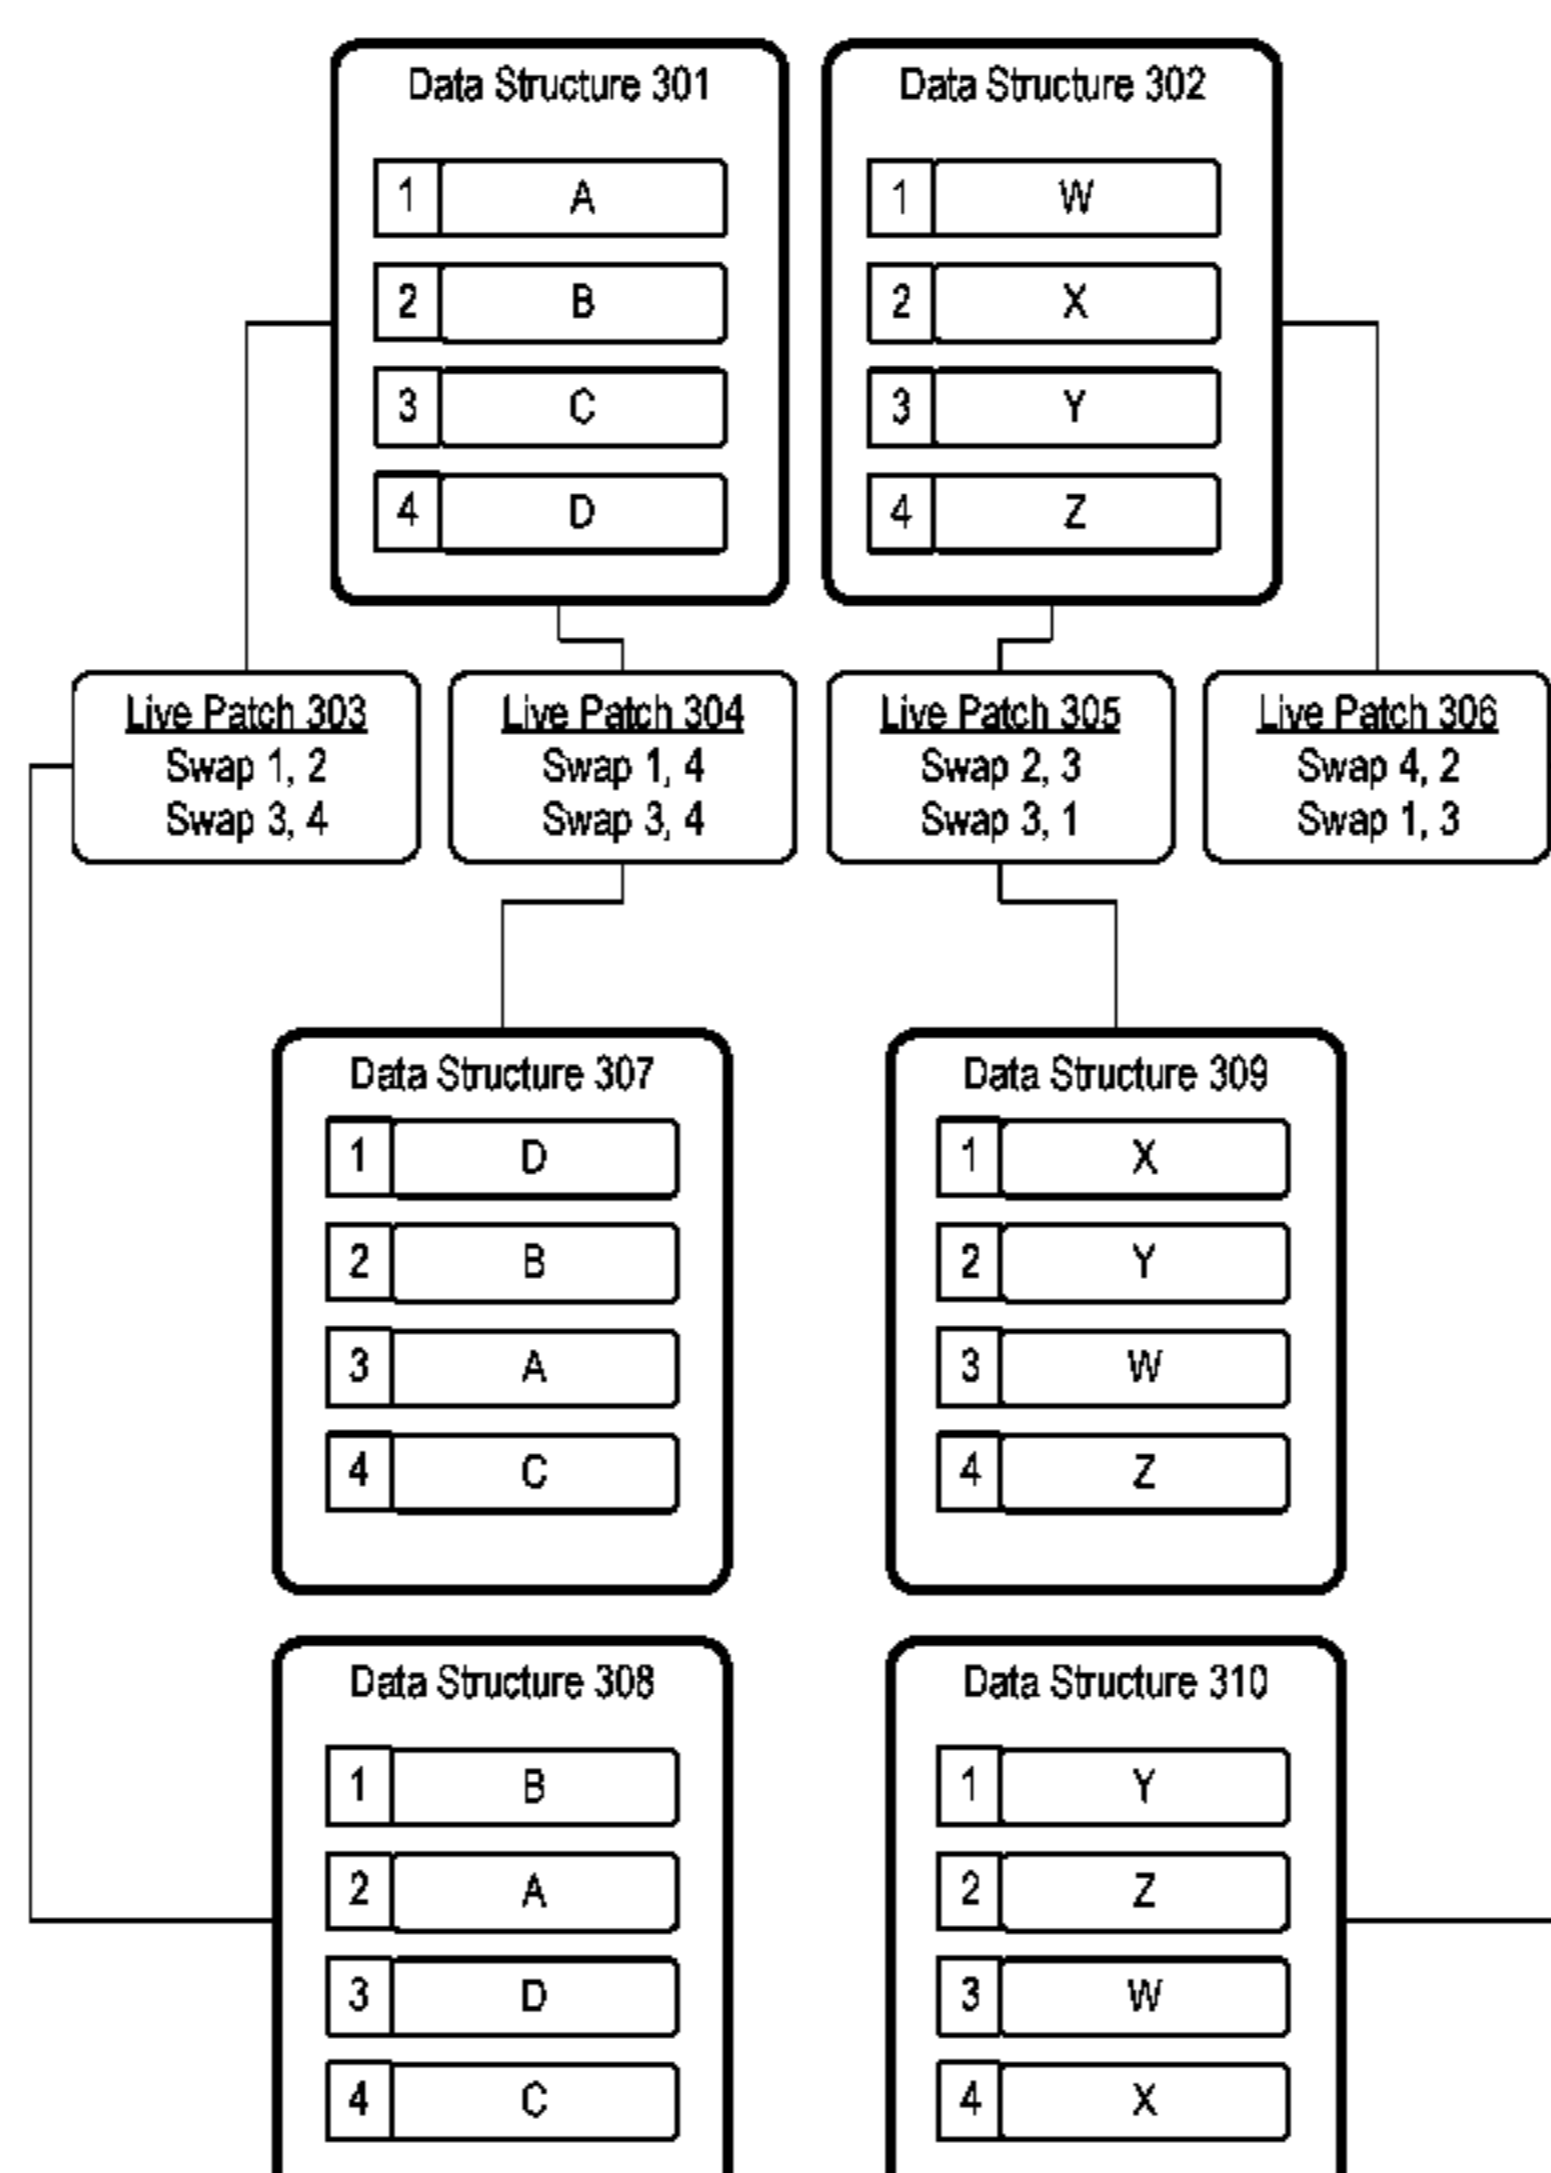 Data Structure 301
1 A
2 B
3 C
4 D
Data Structure 302
1 W
2 X
3 Y
4 Z
Live Patch 303
Swap 1, 2
Swap 3, 4
Live Patch 304
Swap 1, 4
Swap 3, 4
Live Patch 305
Swap 2, 3
Swap 3, 1
Live Patch 306
Swap 4, 2
Swap 1, 3
Data Structure 307
1 D
2 B
3 A
4 C
Data Structure 309
1 X
2 Y
3 W
4 Z
Data Structure 308
1 B
2 A
3 D
4 C
Data Structure 310
1 Y
2 Z
3 W
4 X